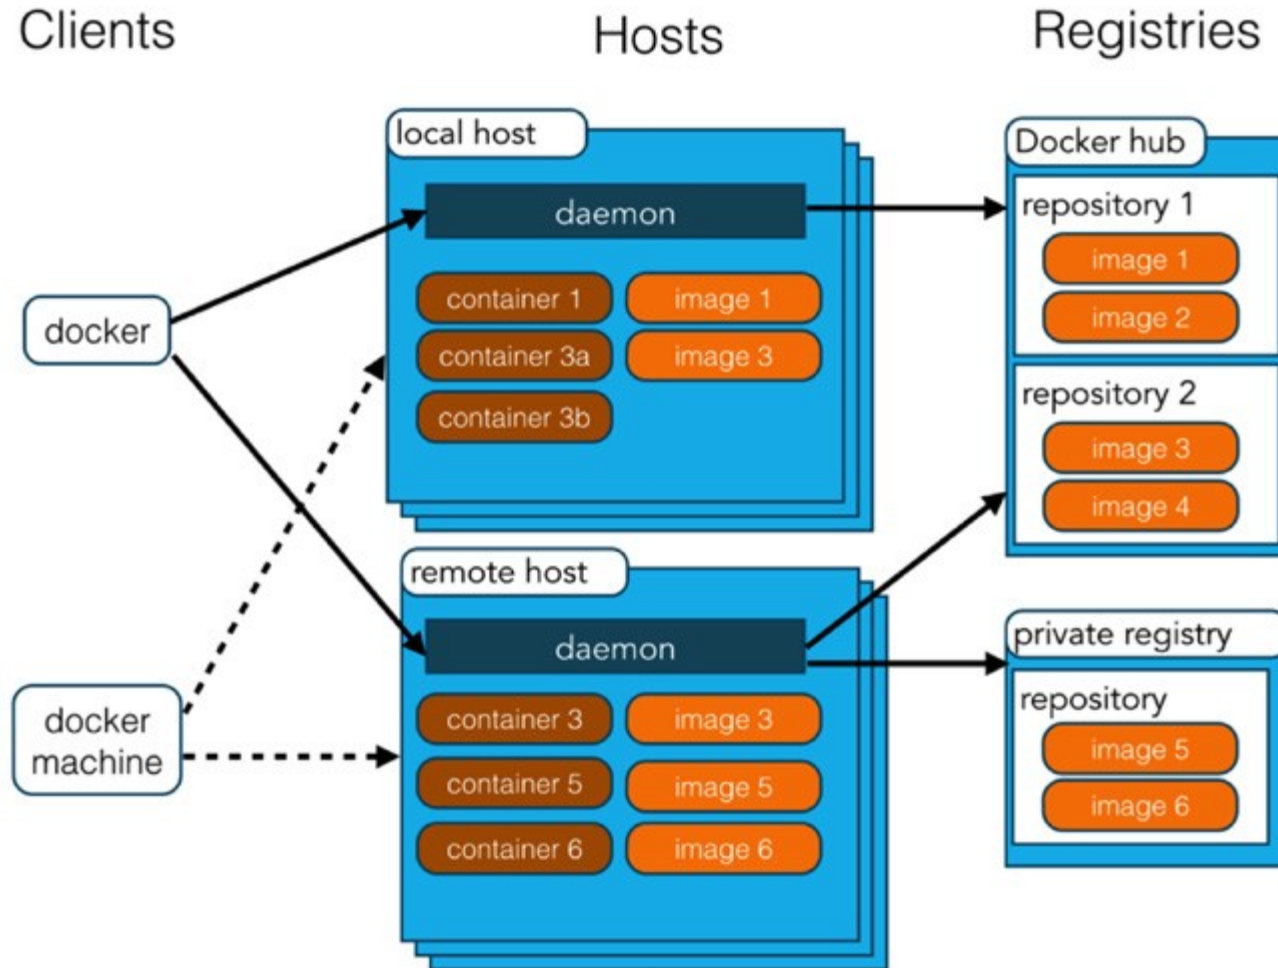 Clients
Hosts
Registries
docker
docker
machine
local host
daemon
container 1
image 1
container 3a
image 3
container 3b
remote host
daemon
container 3
image 3
container 5
image 5
container 6
image 6
Docker hub
repository 1
image 1
image 2
repository 2
image 3
image 4
private registry
repository
image 5
image 6